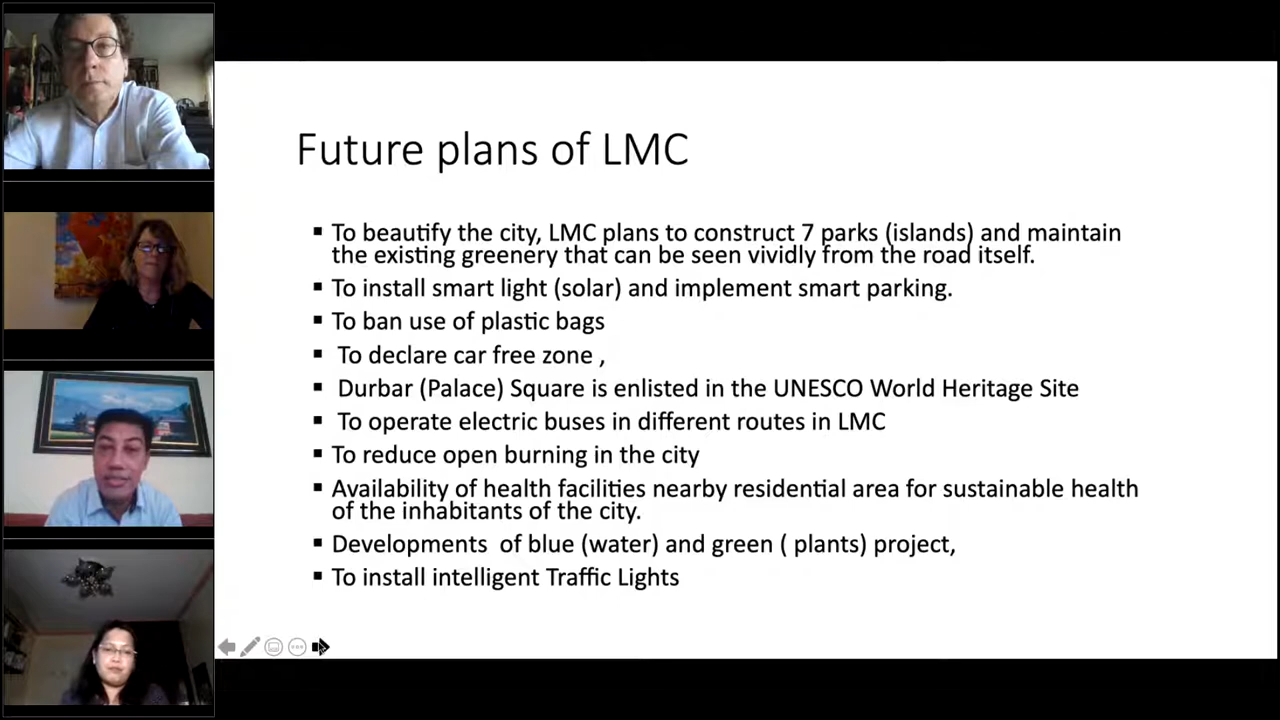 Future plans of LMC
▪ To beautify the city, LMC plans to construct 7 parks (islands) and maintain
the existing greenery that can be seen vividly from the road itself.
▪ To install smart light (solar) and implement smart parking.
▪ To ban use of plastic bags
▪ To declare car free zone ,
▪ Durbar (Palace) Square is enlisted in the UNESCO World Heritage Site
▪ To operate electric buses in different routes in LMC
▪ To reduce open burning in the city
▪ Availability of health facilities nearby residential area for sustainable health
of the inhabitants of the city.
▪ Developments  of blue (water) and green ( plants) project,
▪ To install intelligent Traffic Lights